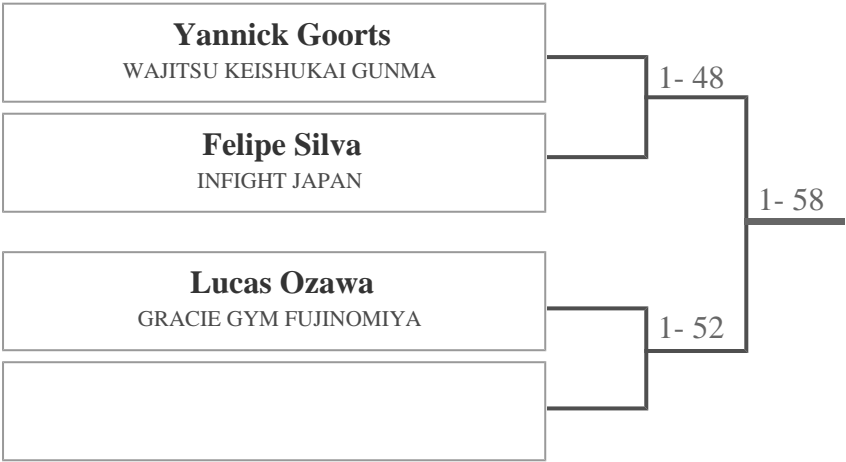 Yannick Goorts
WAJITSU KEISHUKAI GUNMA
1- 48
Felipe Silva
INFIGHT JAPAN
1- 58
Lucas Ozawa
GRACIE GYM FUJINOMIYA
1- 52